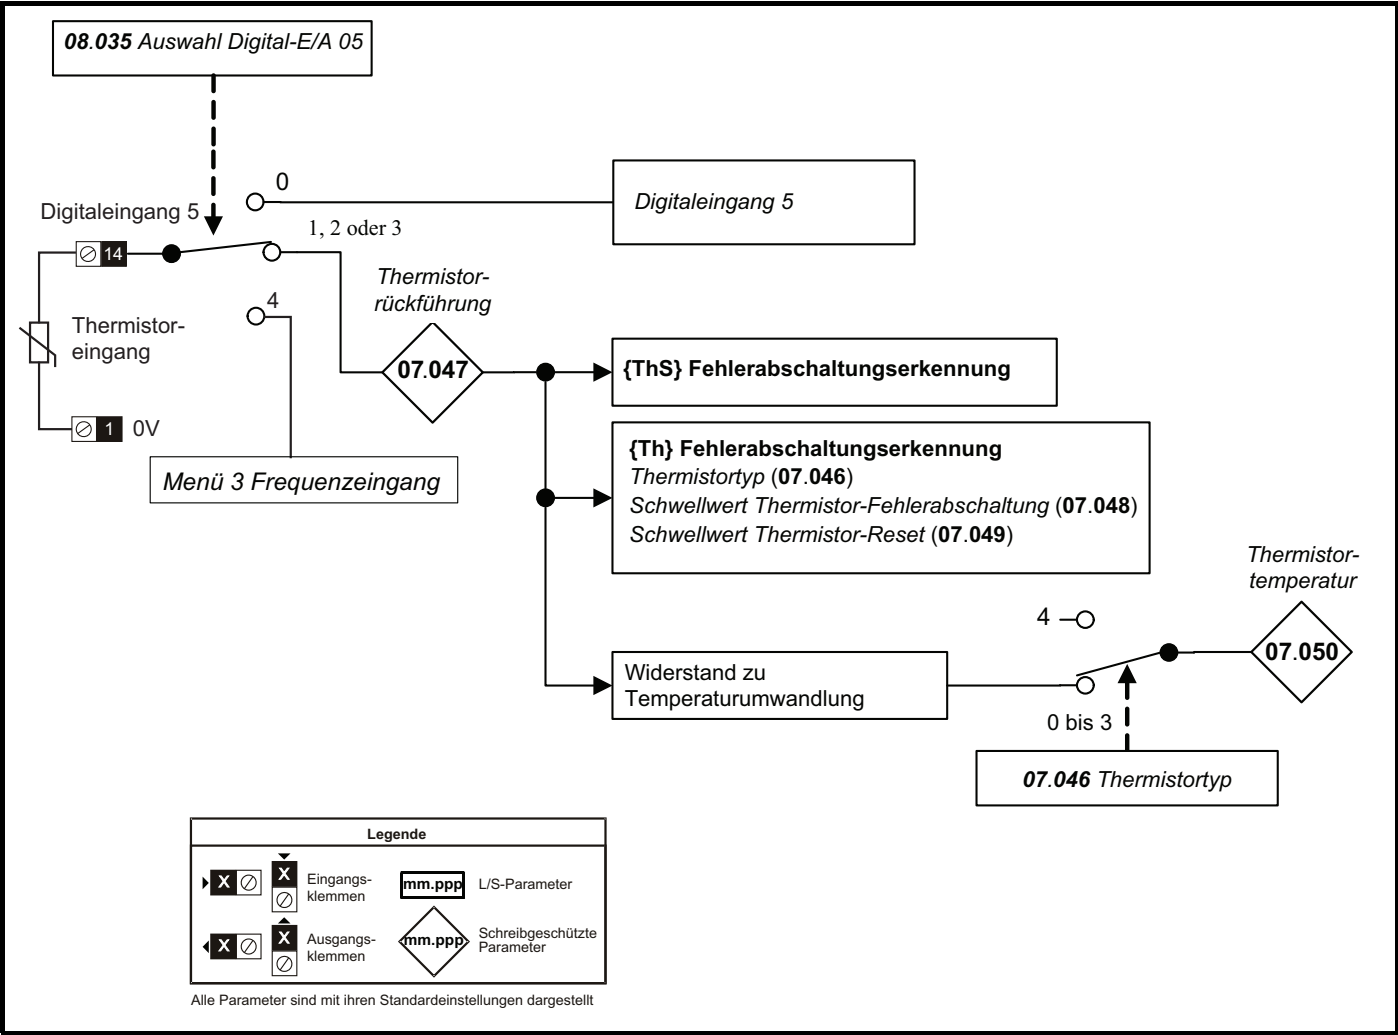 08.035 Auswahl Digital-E/A 05
0
Digitaleingang 5
Digitaleingang 5
1, 2 oder 3
14
Thermistor-
rückführung
4
Thermistor-
eingang
07.047
{ThS} Fehlerabschaltungserkennung
1 0V
Menü 3 Frequenzeingang
{Th} Fehlerabschaltungserkennung
Thermistortyp (07.046)
Schwellwert Thermistor-Fehlerabschaltung (07.048)
Schwellwert Thermistor-Reset (07.049)
Thermistor-
temperatur
4
07.050
Widerstand zu
Temperaturumwandlung
0 bis 3
07.046 Thermistortyp
Legende
X
X
Eingangs-
klemmen
mm.ppp
L/S-Parameter
X
X
Ausgangs-
klemmen
mm.ppp
Schreibgeschützte
Parameter
Alle Parameter sind mit ihren Standardeinstellungen dargestellt